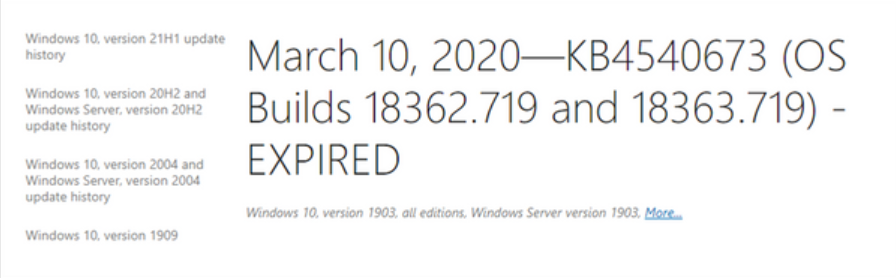 Windows 10, version 21H1 update
history
Windows 10, version 20H2 and
Windows Server, version 20H2
update history
Windows 10, version 2004 and
Windows Server, version 2004
update history
Windows 10, version 1909
March 10, 2020—KB4540673 (OS
Builds 18362.719 and 18363.719) -
EXPIRED
Windows 10, version 1903, all editions, Windows Server version 1903, More...